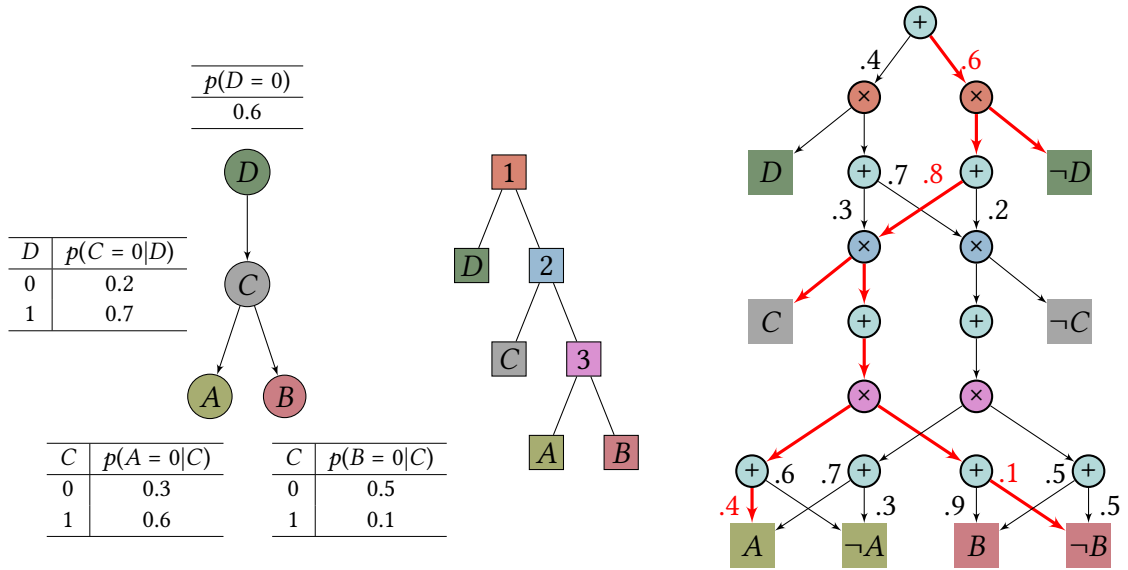 p(D = 0)
0.6
D
D p(C = 0|D)
0 0.2
1 0.7
C
A B
C p(A = 0|C)
0 0.3
1 0.6
C p(B = 0|C)
0 0.5
1 0.1
1
D 2
C 3
A B
+
.4 .6
× ×
D + .7 .8 + ¬D
.3 .2
× ×
C + + ¬C
× ×
+ .6 .7 + + .1 .5 +
.4 .3 .9 .5
A ¬A B ¬B